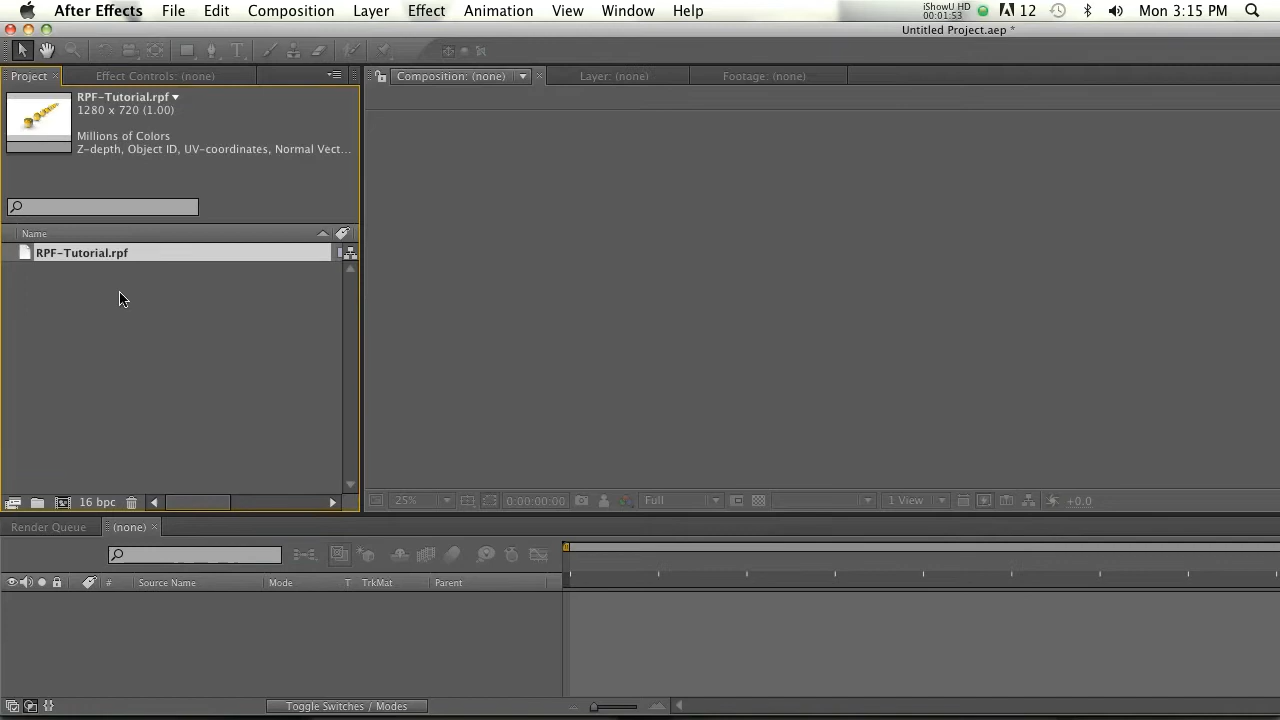 After Effects File Edit Composition Layer Effect Animation View Window Help iShowU HD 00:01:53 12 Mon 3:15 PM
Untitled Project.aep *
Project Effect Controls: (none) Composition: (none) Layer: (none) Footage: (none)
RPF-Tutorial.rpf
1280 x 720 (1.00)
Millions of Colors
Z-depth, Object ID, UV-coordinates, Normal Vect...
Name
RPF-Tutorial.rpf
16 bpc 25% 0:00:00:00 Full 1 View +0.0
Render Queue (none)
# Source Name Mode T TrkMat Parent
Toggle Switches / Modes